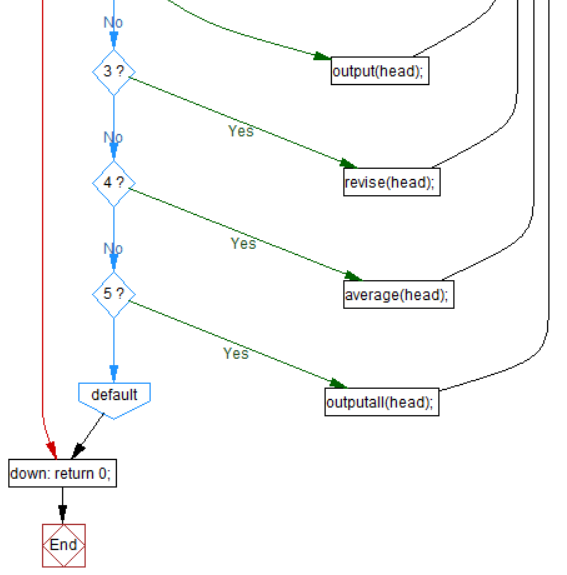 No
output(head);
3 ?
No
Yes
revise(head);
4 ?
No
Yes
average(head);
5 ?
Yes
default
outputall(head);
down: return 0;
End